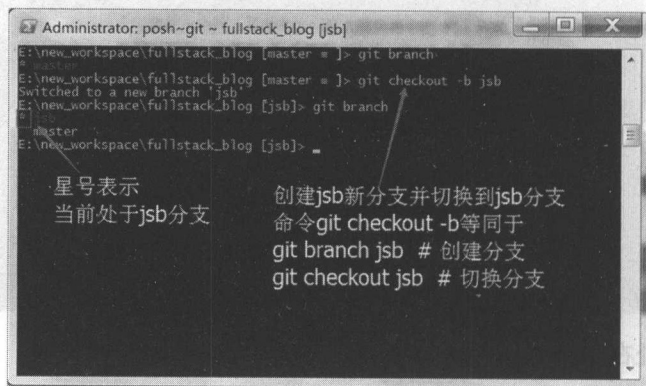 Administrator: posh~git ~ fullstack_blog [jsb]
E:\new_workspace\fullstack_blog [master ≡ ]> git branch
* master
E:\new_workspace\fullstack_blog [master ≡ ]> git checkout -b jsb
Switched to a new branch 'jsb'
E:\new_workspace\fullstack_blog [jsb]> git branch
* jsb
master
E:\new_workspace\fullstack_blog [jsb]>
星号表示
当前处于jsb分支
创建jsb新分支并切换到jsb分支
命令git checkout -b等同于
git branch jsb # 创建分支
git checkout jsb # 切换分支